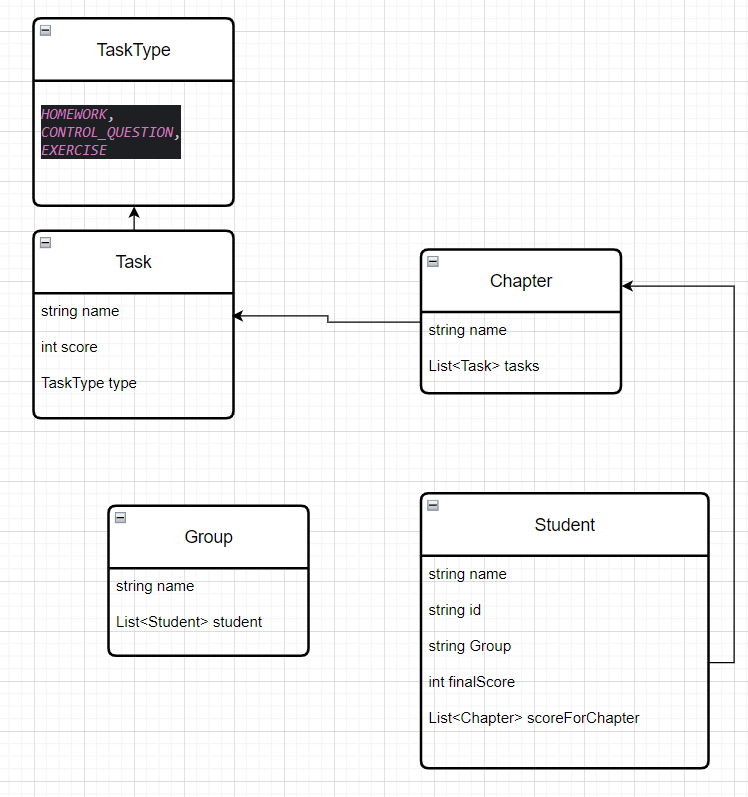 TaskType
HOMEWORK,
CONTROL_QUESTION,
EXERCISE
Task
string name
int score
TaskType type
Chapter
string name
List<Task> tasks
Group
string name
List<Student> student
Student
string name
string id
string Group
int finalScore
List<Chapter> scoreForChapter